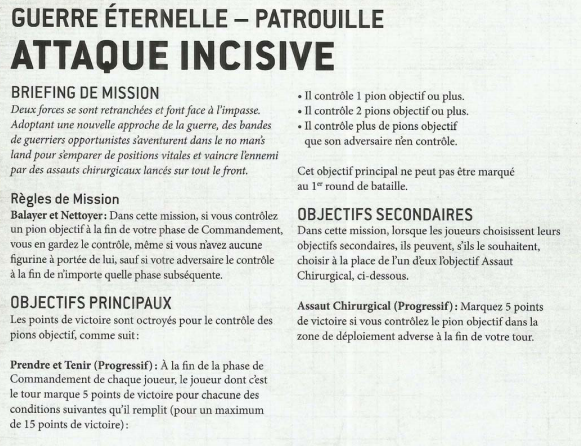 GUERRE ÉTERNELLE – PATROUILLE
ATTAQUE INCISIVE
BRIEFING DE MISSION
Deux forces se sont retranchées et font face à l'impasse.
Adoptant une nouvelle approche de la guerre, des bandes
de guerriers opportunistes s'aventurent dans le no man's
land pour s'emparer de positions vitales et vaincre l'ennemi
par des assauts chirurgicaux lancés sur tout le front.
Règles de Mission
Balayer et Nettoyer : Dans cette mission, si vous contrôlez
un pion objectif à la fin de votre phase de Commandement,
vous en gardez le contrôle, même si vous n'avez aucune
figurine à portée de lui, sauf si votre adversaire le contrôle
à la fin de n'importe quelle phase subséquente.
OBJECTIFS PRINCIPAUX
Les points de victoire sont octroyés pour le contrôle des
pions objectif, comme suit :
Prendre et Tenir (Progressif) : À la fin de la phase de
Commandement de chaque joueur, le joueur dont c'est
le tour marque 5 points de victoire pour chacune des
conditions suivantes qu'il remplit (pour un maximum
de 15 points de victoire) :
• Il contrôle 1 pion objectif ou plus.
• Il contrôle 2 pions objectif ou plus.
• Il contrôle plus de pions objectif
que son adversaire n'en contrôle.
Cet objectif principal ne peut pas être marqué
au 1er round de bataille.
OBJECTIFS SECONDAIRES
Dans cette mission, lorsque les joueurs choisissent leurs
objectifs secondaires, ils peuvent, s'ils le souhaitent,
choisir à la place de l'un d'eux l'objectif Assaut
Chirurgical, ci-dessous.
Assaut Chirurgical (Progressif) : Marquez 5 points
de victoire si vous contrôlez le pion objectif dans la
zone de déploiement adverse à la fin de votre tour.